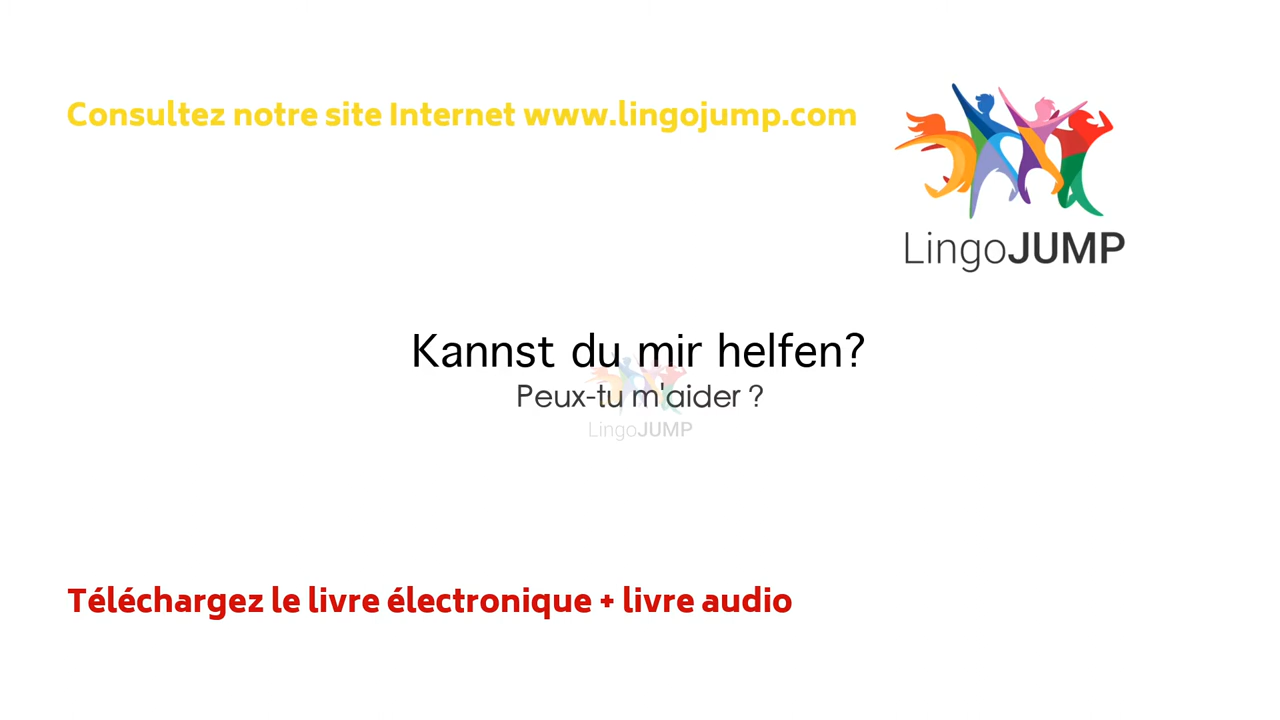 Consultez notre site Internet www.lingojump.com
LingoJUMP
Kannst du mir helfen?
Peux-tu m'aider ?
LingoJUMP
Téléchargez le livre électronique + livre audio